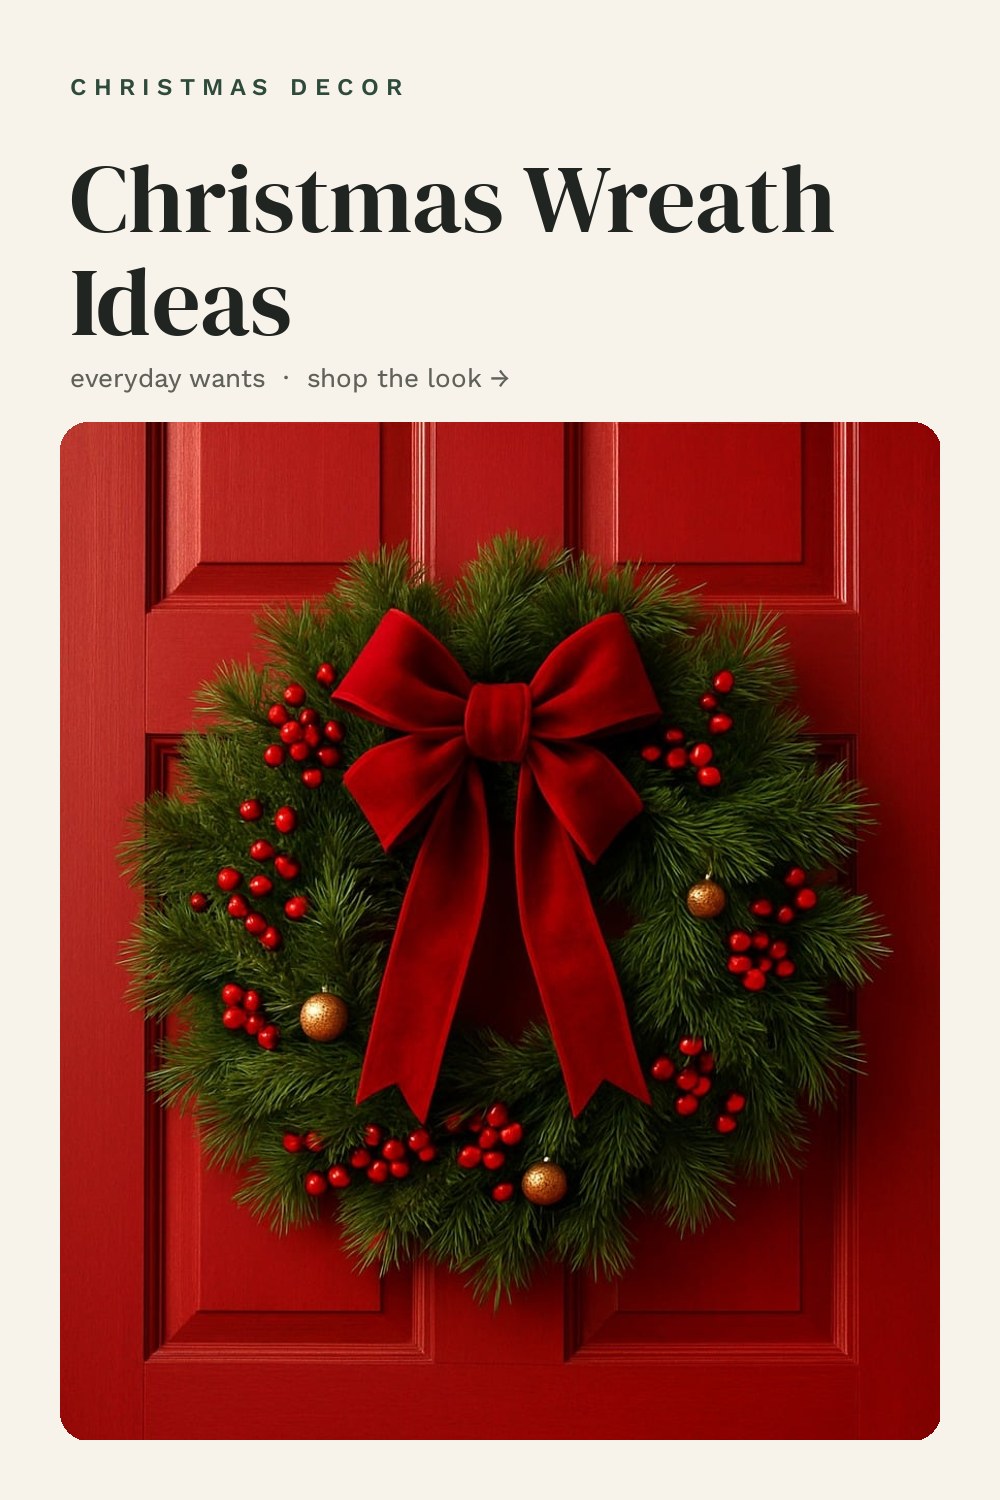 CHRISTMAS DECOR
Christmas Wreath
Ideas
everyday wants · shop the look →